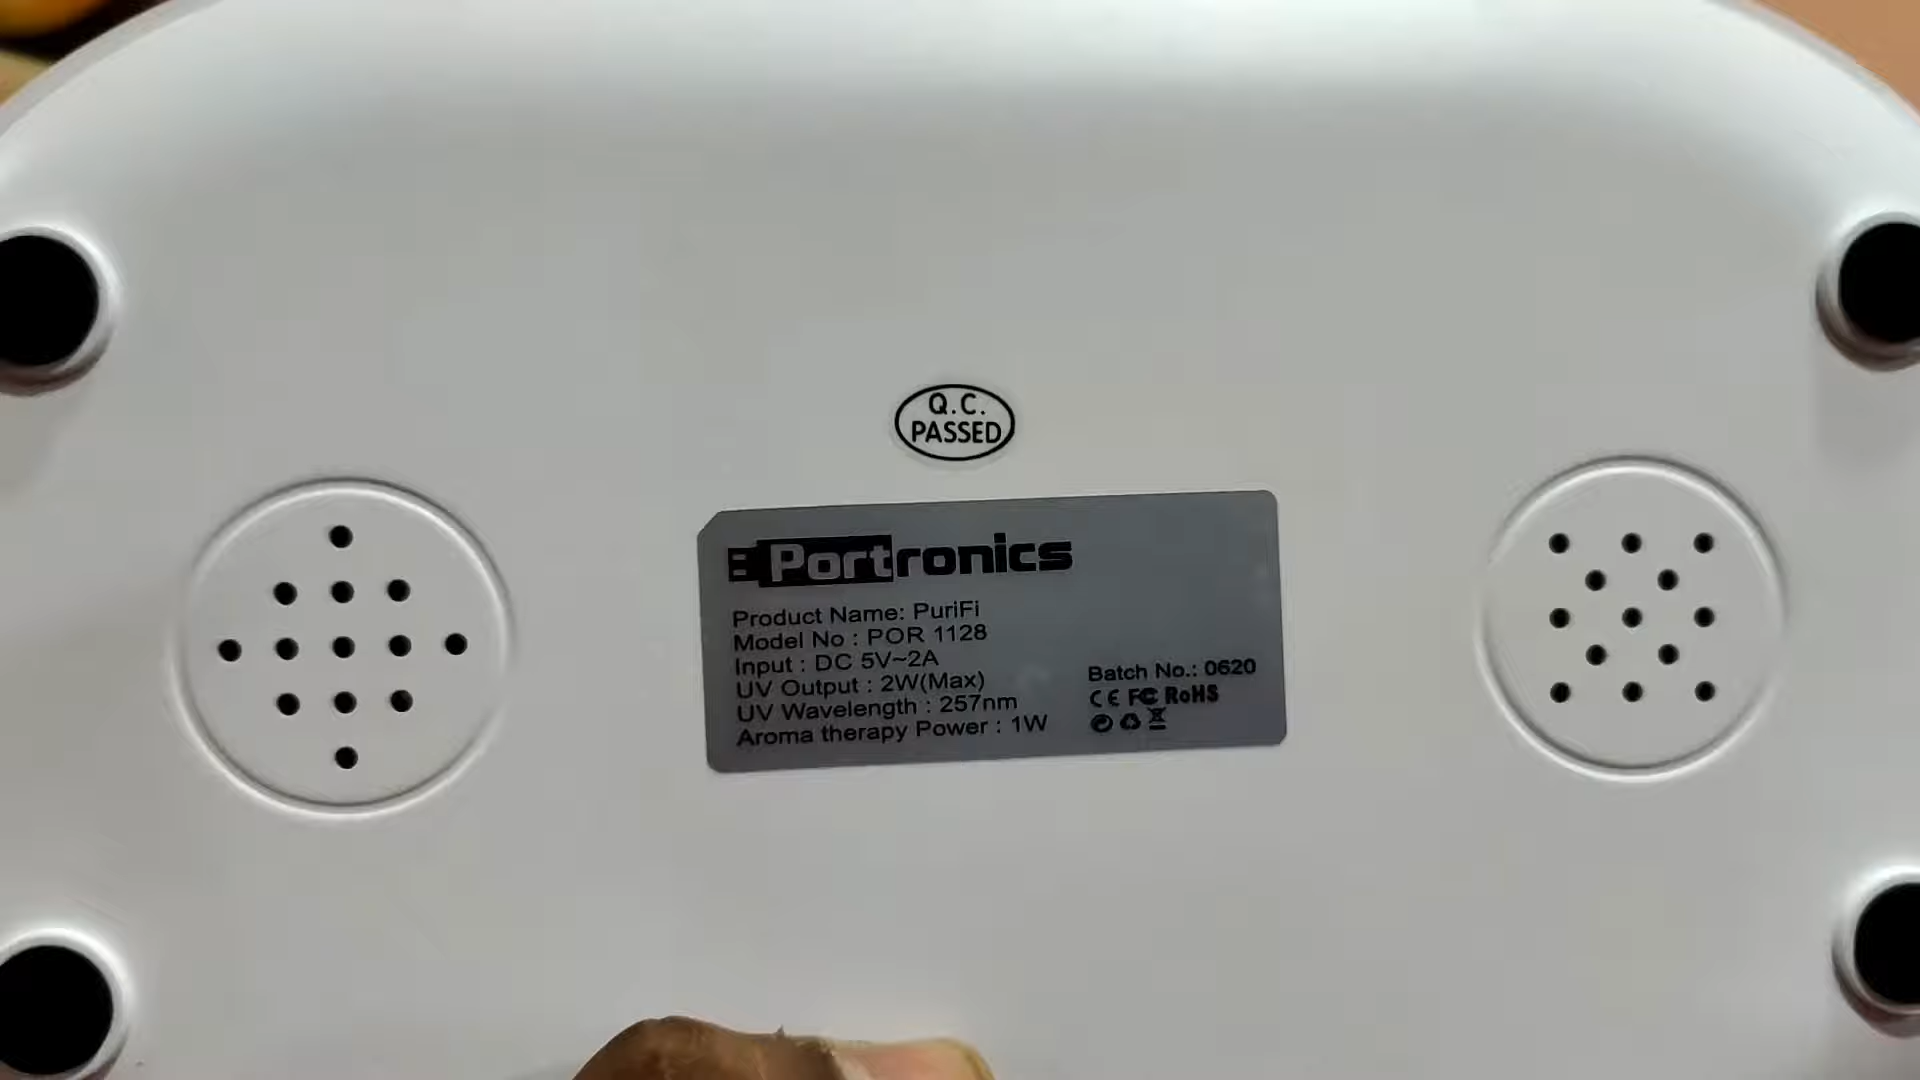 Q.C.
PASSED
Portronics
Product Name: PuriFi
Model No : POR 1128
Input : DC 5V~2A
UV Output : 2W(Max)
UV Wavelength : 257nm
Aroma therapy Power : 1W
Batch No.: 0620
CE FC RoHS